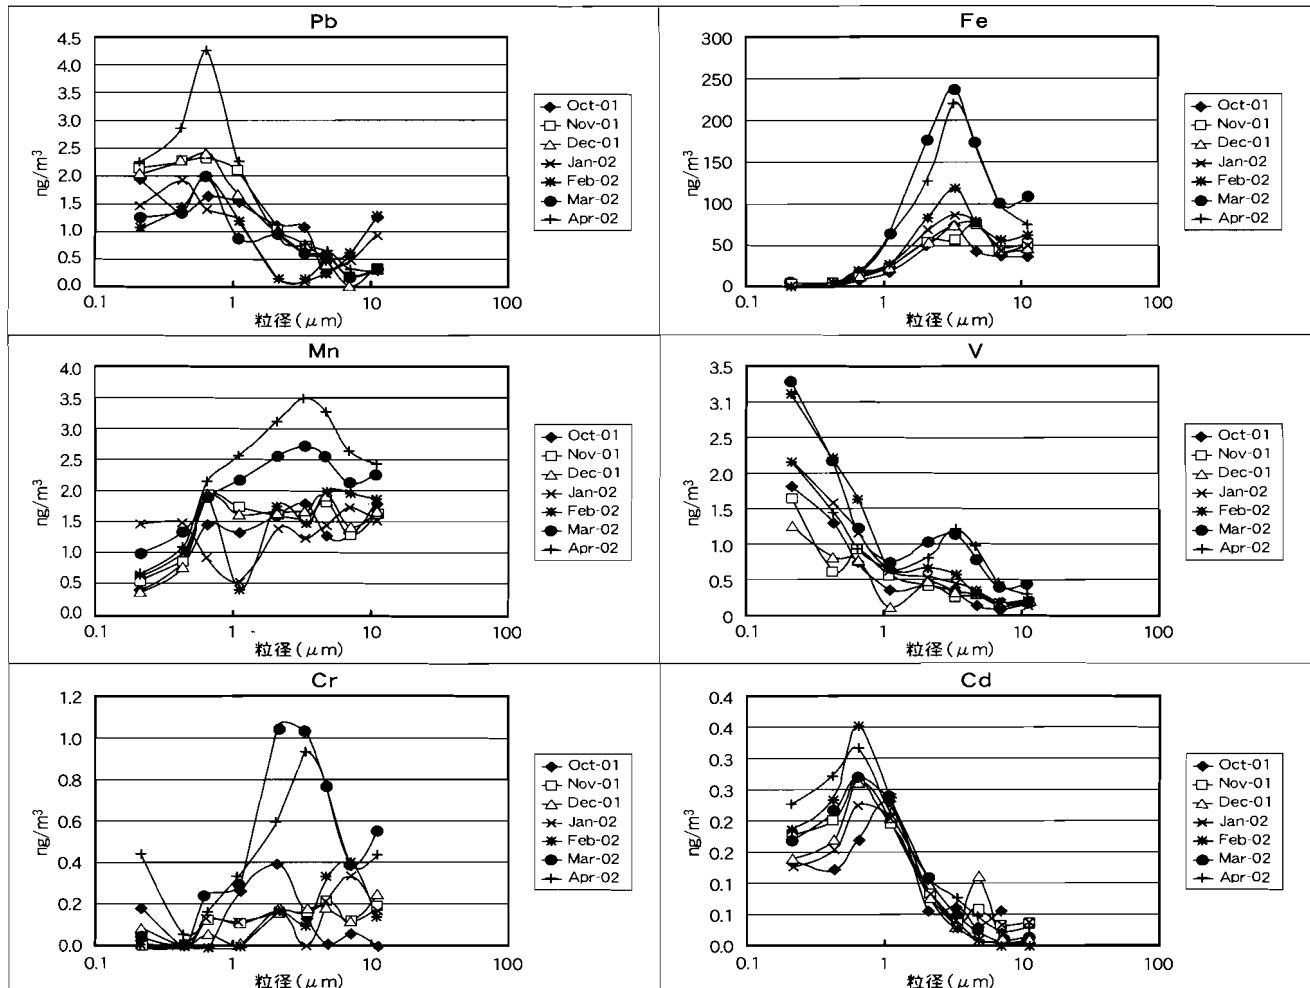 Pb
4.5
4.0
3.5
3.0
2.5
2.0
1.5
1.0
0.5
0.0
ng/m³
0.1
1
10
100
粒径(μm)
Oct-01
Nov-01
Dec-01
Jan-02
Feb-02
Mar-02
Apr-02
Fe
300
250
200
150
100
50
0
ng/m³
0.1
1
10
100
粒径(μm)
Oct-01
Nov-01
Dec-01
Jan-02
Feb-02
Mar-02
Apr-02
Mn
4.0
3.5
3.0
2.5
2.0
1.5
1.0
0.5
0.0
ng/m³
0.1
1
10
100
粒径(μm)
Oct-01
Nov-01
Dec-01
Jan-02
Feb-02
Mar-02
Apr-02
V
3.5
3.1
2.5
2.0
1.5
1.0
0.5
0.0
ng/m³
0.1
1
10
100
粒径(μm)
Oct-01
Nov-01
Dec-01
Jan-02
Feb-02
Mar-02
Apr-02
Cr
1.2
1.0
0.8
0.6
0.4
0.2
0.0
ng/m³
0.1
1
10
100
粒径(μm)
Oct-01
Nov-01
Dec-01
Jan-02
Feb-02
Mar-02
Apr-02
Cd
0.4
0.4
0.3
0.3
0.2
0.2
0.1
0.1
0.0
ng/m³
0.1
1
10
100
粒径(μm)
Oct-01
Nov-01
Dec-01
Jan-02
Feb-02
Mar-02
Apr-02